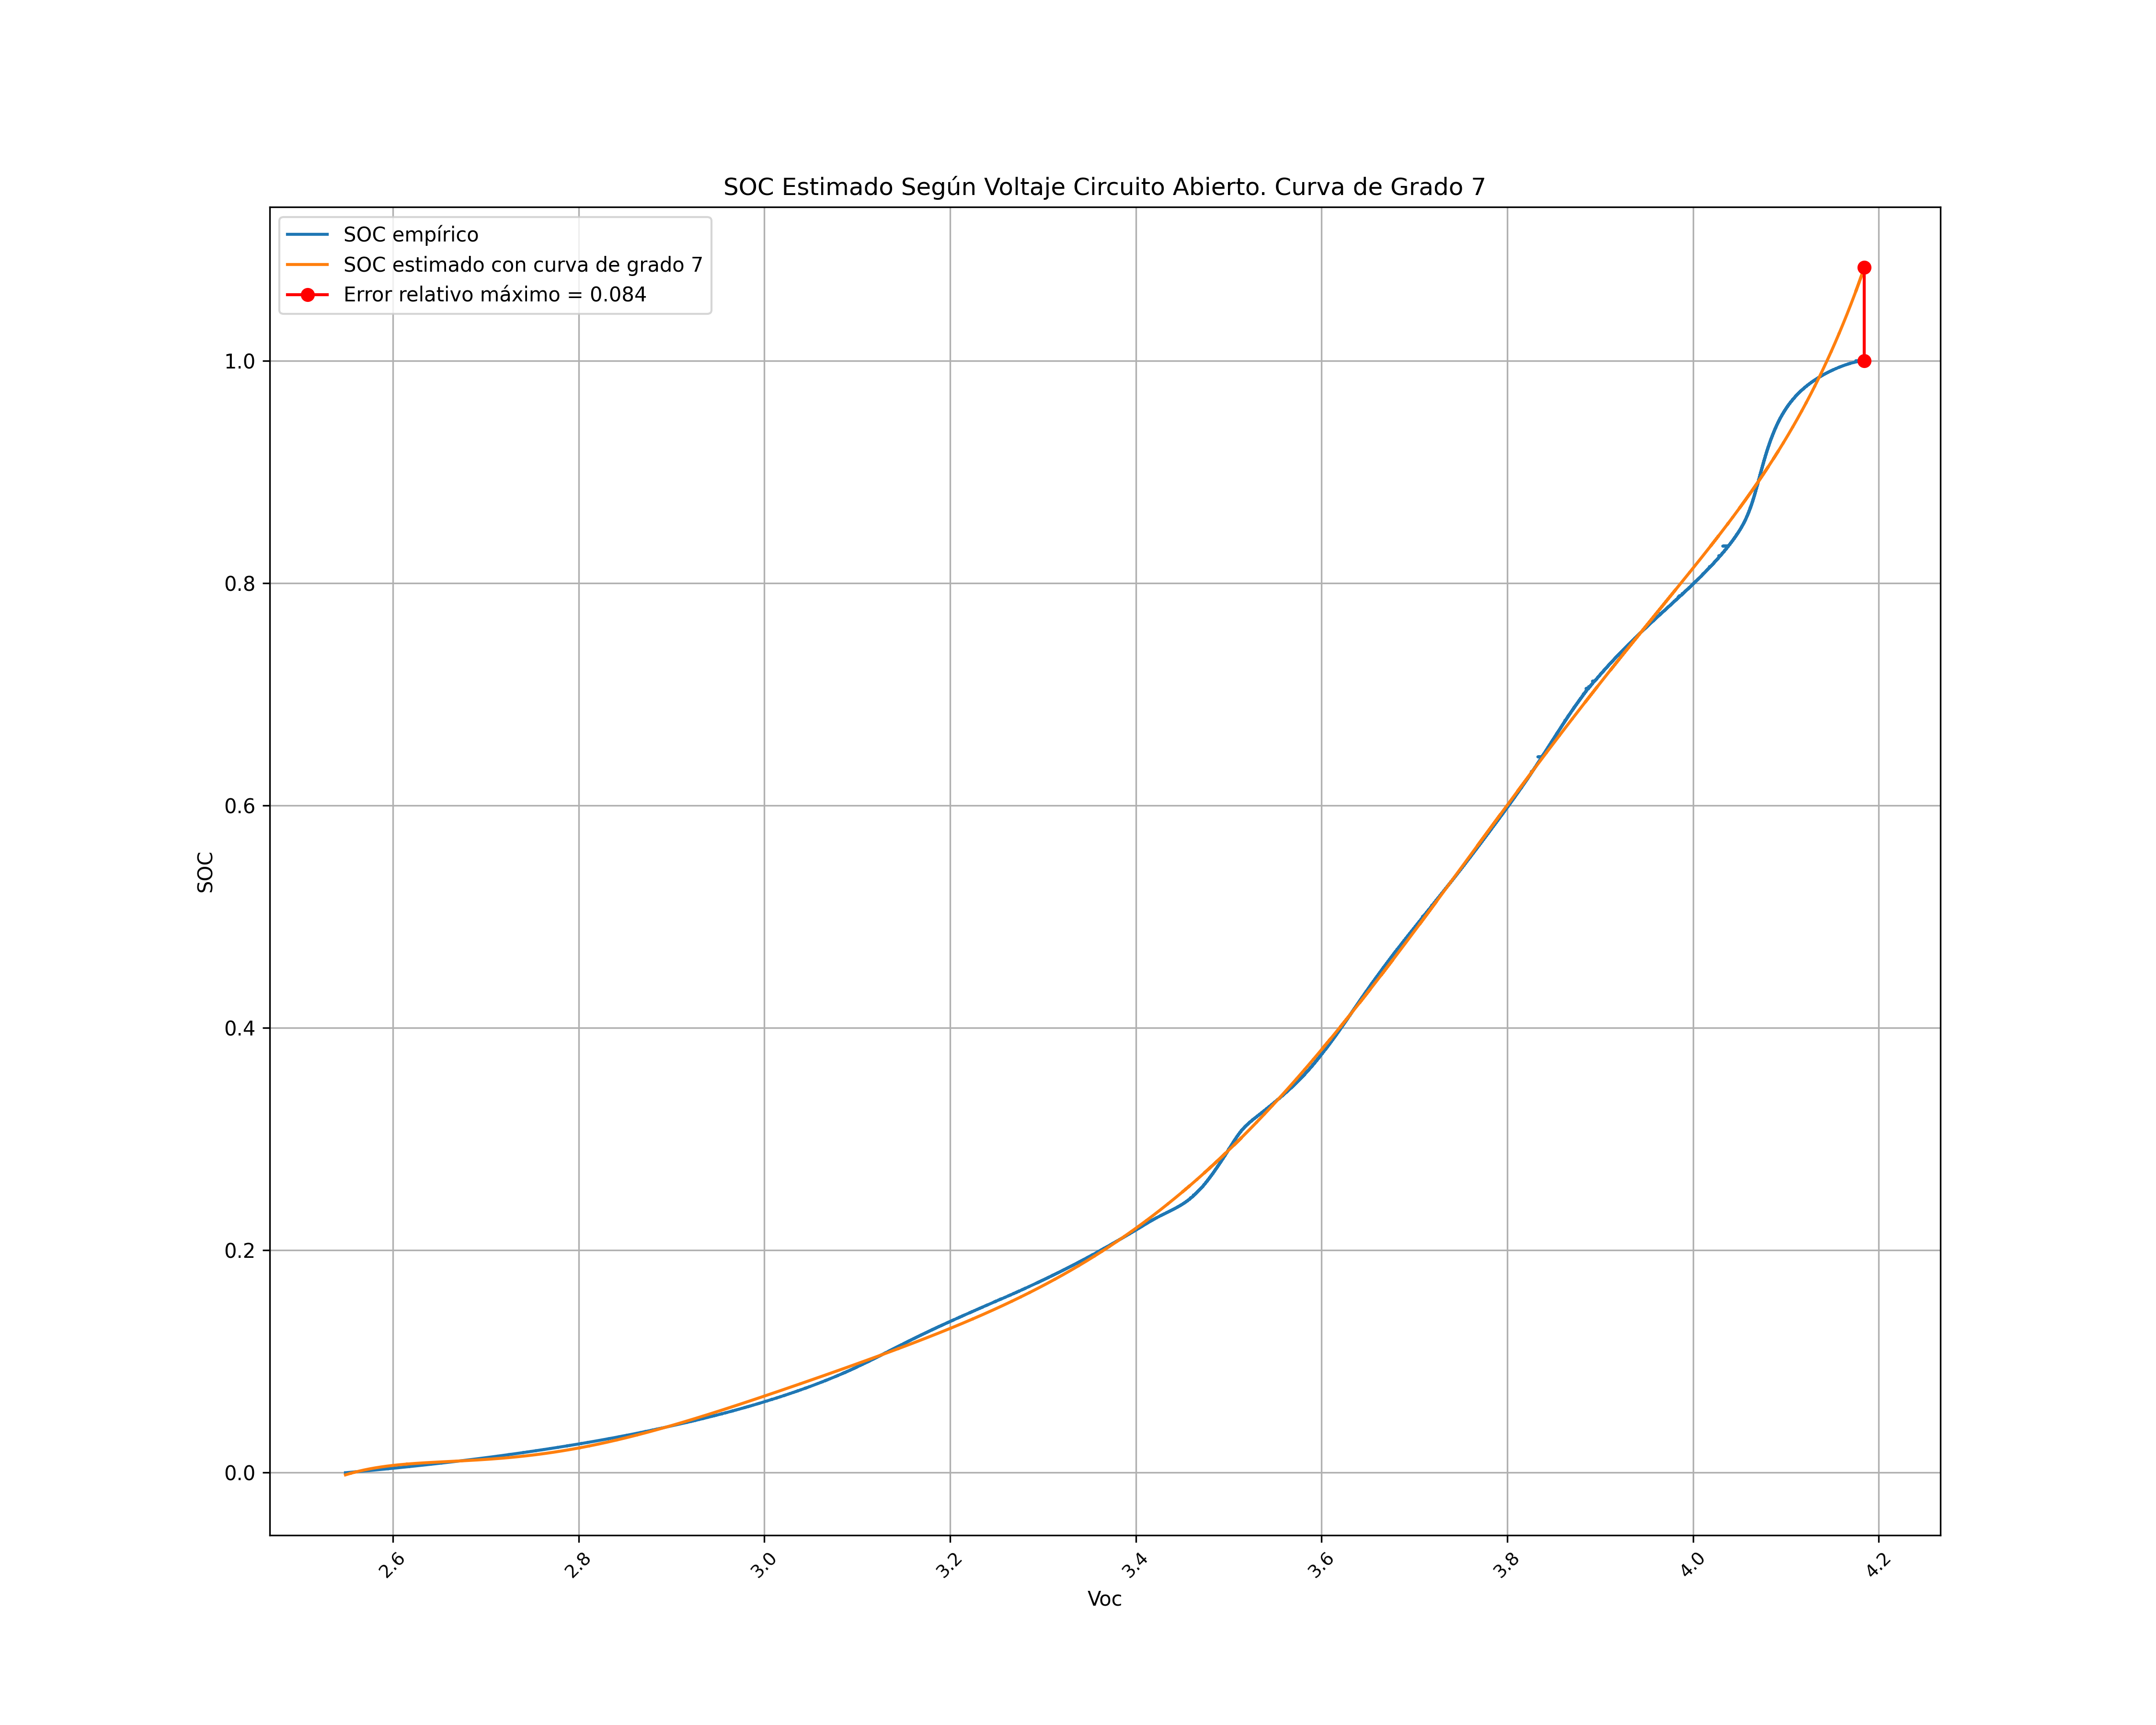 SOC Estimado Según Voltaje Circuito Abierto. Curva de Grado 7
SOC empírico
SOC estimado con curva de grado 7
Error relativo máximo = 0.084
1.0
0.8
0.6
0.4
0.2
0.0
SOC
2.6
2.8
3.0
3.2
3.4
3.6
3.8
4.0
4.2
Voc